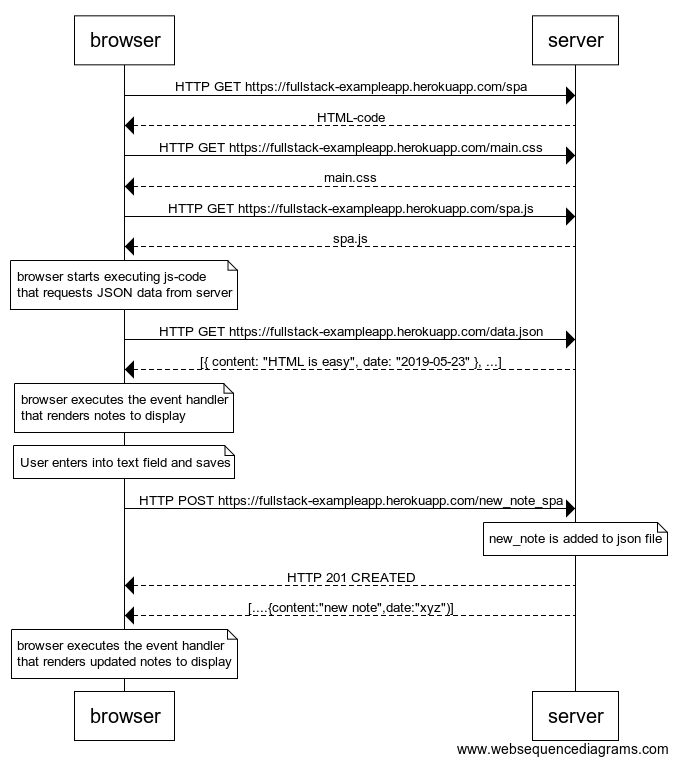 browser
server
HTTP GET https://fullstack-exampleapp.herokuapp.com/spa
HTML-code
HTTP GET https://fullstack-exampleapp.herokuapp.com/main.css
main.css
HTTP GET https://fullstack-exampleapp.herokuapp.com/spa.js
spa.js
browser starts executing js-code
that requests JSON data from server
HTTP GET https://fullstack-exampleapp.herokuapp.com/data.json
[{ content: "HTML is easy", date: "2019-05-23" }, ...]
browser executes the event handler
that renders notes to display
User enters into text field and saves
HTTP POST https://fullstack-exampleapp.herokuapp.com/new_note_spa
new_note is added to json file
HTTP 201 CREATED
[....{content:"new note",date:"xyz")]
browser executes the event handler
that renders updated notes to display
browser
server
www.websequencediagrams.com